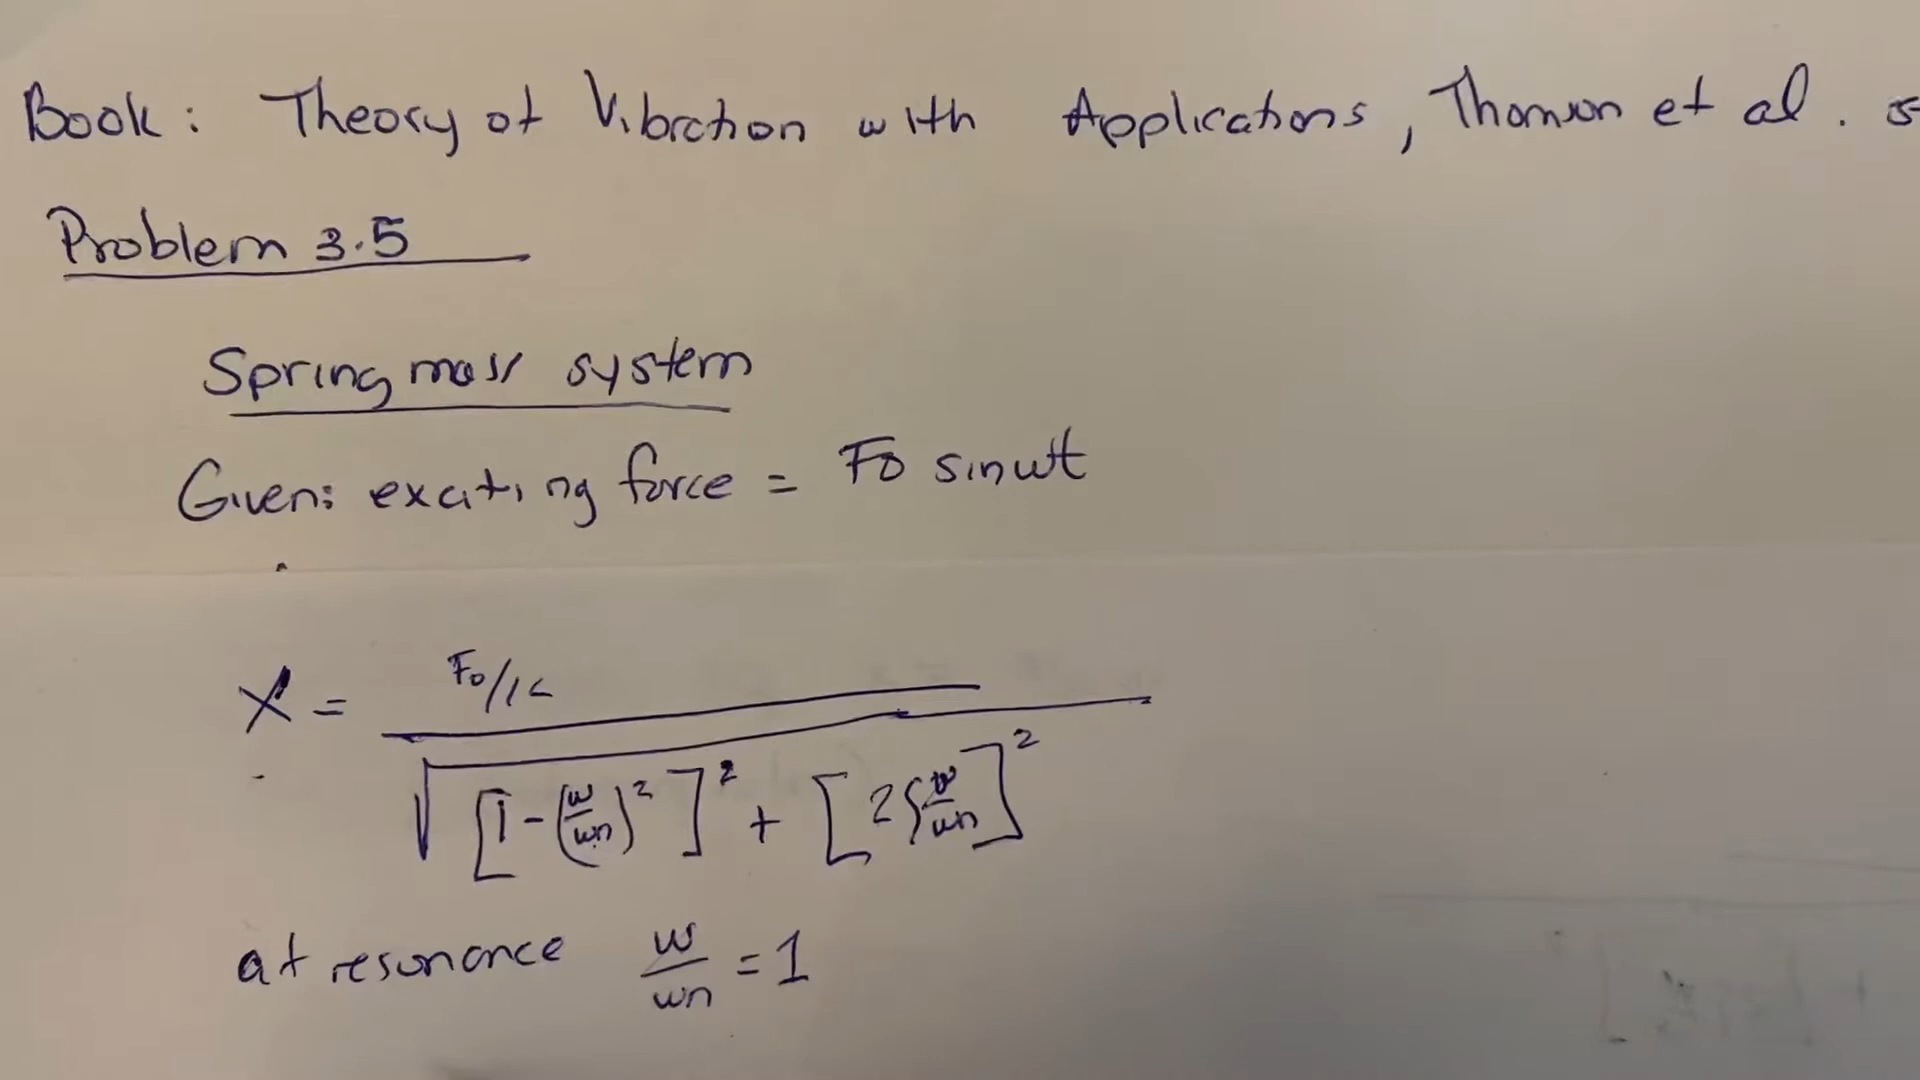 Book: Theory of Vibration with Applications, Thomson et al.
Problem 3.5
Spring mass system
Given: exciting force = F0 sinωt
X = F0/k / √([1-(ω/ωn)²]² + [2ζω/ωn]²)
at resonance ω/ωn = 1